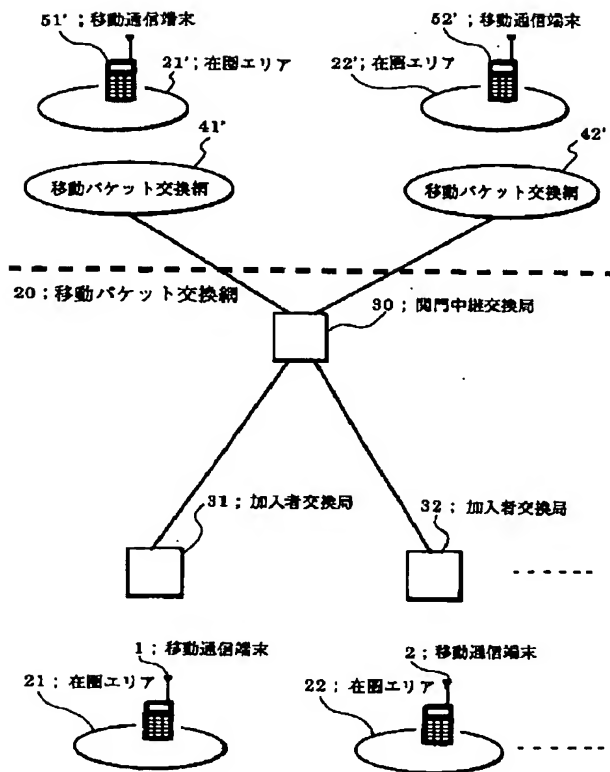 51'；移動通信端末
52'；移動通信端末
21'；在圏エリア
22'；在圏エリア
41'
42'
移動パケット交換網
移動パケット交換網
20；移動パケット交換網
30；関門中継交換局
31；加入者交換局
32；加入者交換局
1；移動通信端末
2；移動通信端末
21；在圏エリア
22；在圏エリア